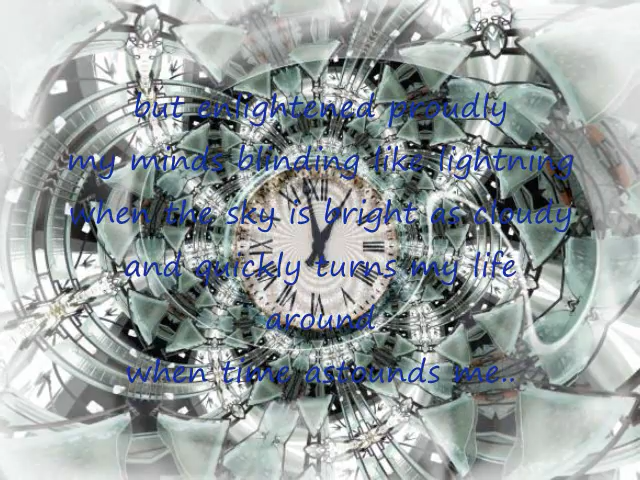 but enlightened proudly
my minds blinding like lightning
when the sky is bright as cloudy
and quickly turns my life
around
when time astounds me..